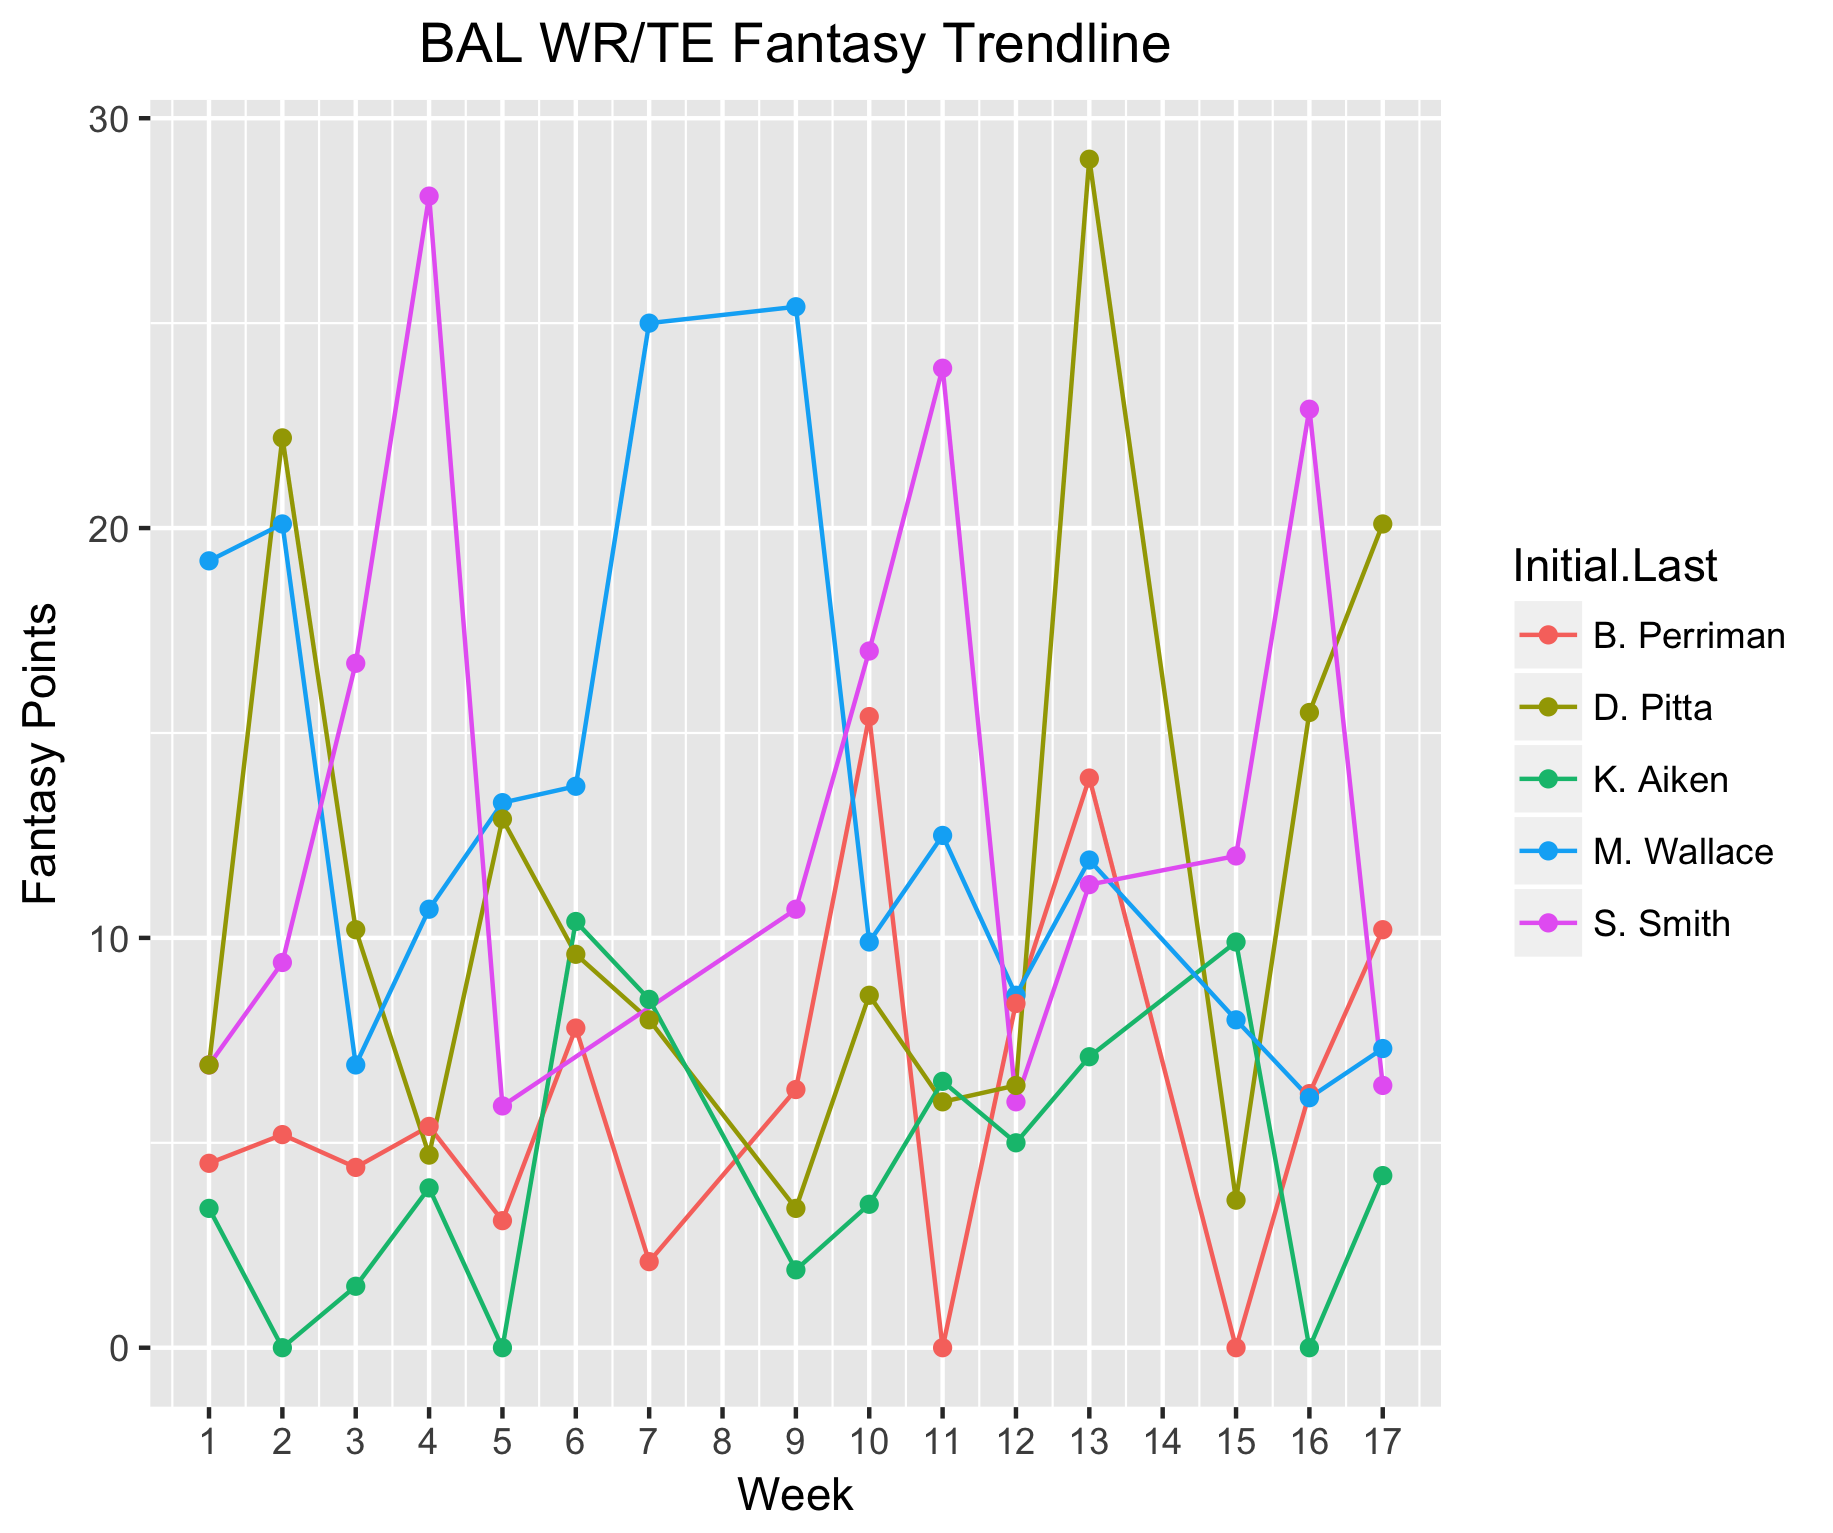 BAL WR/TE Fantasy Trendline
30
20
10
0
Fantasy Points
1 2 3 4 5 6 7 8 9 10 11 12 13 14 15 16 17
Week
Initial.Last
B. Perriman
D. Pitta
K. Aiken
M. Wallace
S. Smith